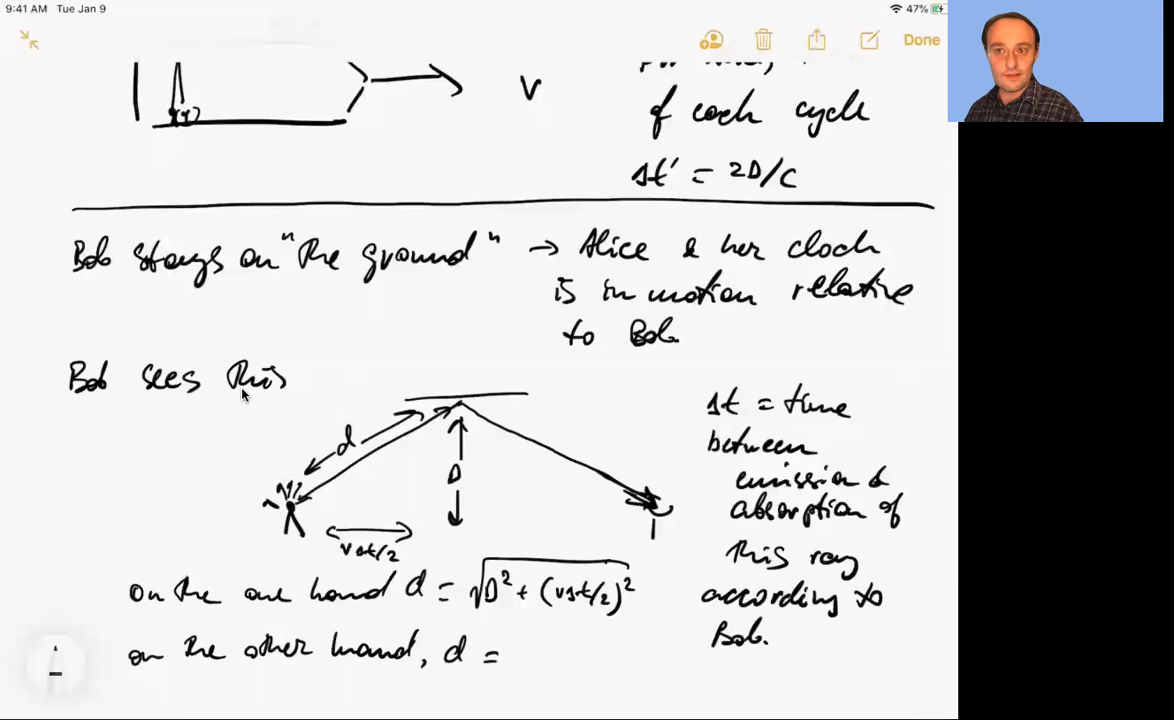 9:41 AM Tue Jan 9
47%
Done
v
of each cycle
Δt' = 2D/c
Bob stays on "the ground" → Alice & her clock
is in motion relative
to Bob.
Bob sees this
d
D
vΔt/2
Δt = time
between
emission &
absorption of
this ray
according to
Bob.
on the one hand d = √D² + (vΔt/2)²
on the other hand, d =